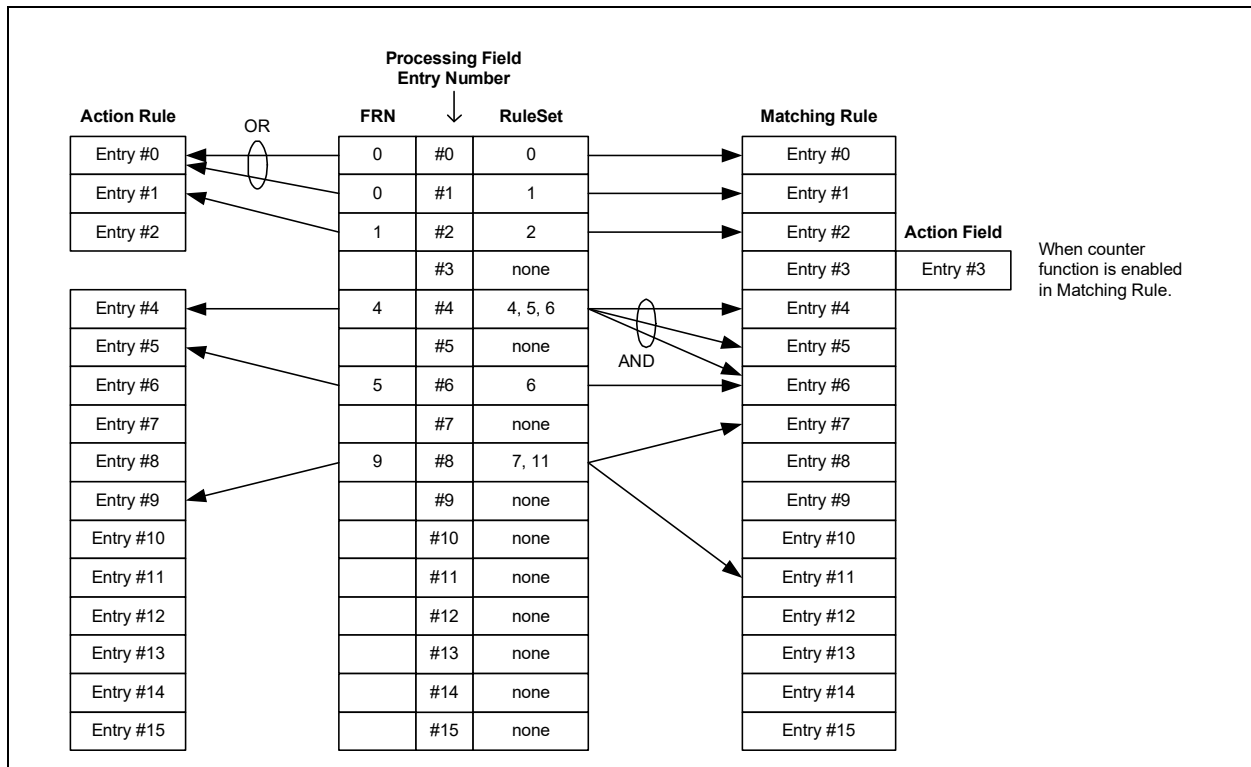 Processing Field
Entry Number
Action Rule FRN RuleSet Matching Rule
OR
Entry #0 0 #0 0 Entry #0
Entry #1 0 #1 1 Entry #1
Entry #2 1 #2 2 Entry #2 Action Field
#3 none Entry #3 Entry #3
When counter
function is enabled
in Matching Rule.
Entry #4 4 #4 4, 5, 6 Entry #4
Entry #5 #5 none Entry #5
AND
Entry #6 5 #6 6 Entry #6
Entry #7 #7 none Entry #7
Entry #8 9 #8 7, 11 Entry #8
Entry #9 #9 none Entry #9
Entry #10 #10 none Entry #10
Entry #11 #11 none Entry #11
Entry #12 #12 none Entry #12
Entry #13 #13 none Entry #13
Entry #14 #14 none Entry #14
Entry #15 #15 none Entry #15